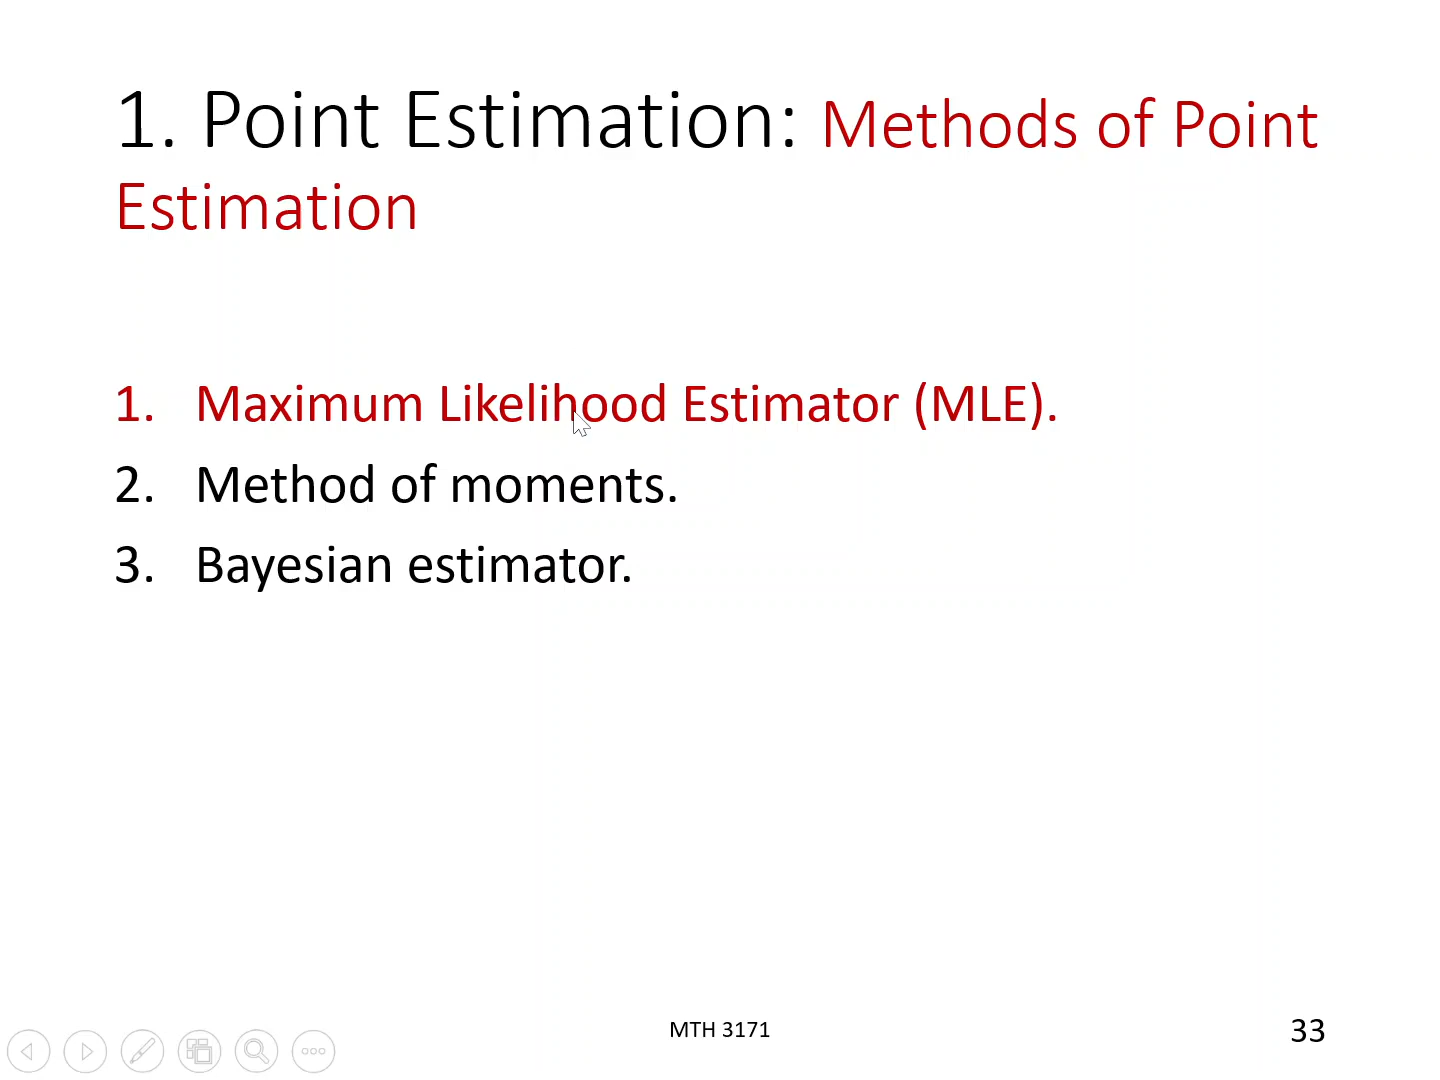 1. Point Estimation: Methods of Point
Estimation
1. Maximum Likelihood Estimator (MLE).
2. Method of moments.
3. Bayesian estimator.
MTH 3171
33